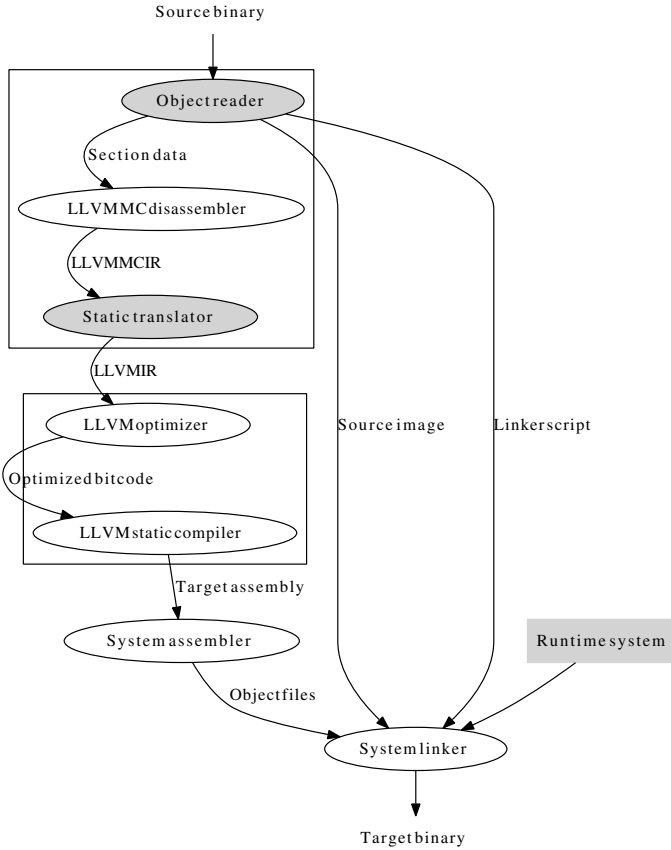 Source binary
Object reader
Section data
LLVM MC disassembler
LLVM MC IR
Static translator
LLVM IR
LLVM optimizer
Source image
Linker script
Optimized bitcode
LLVM static compiler
Target assembly
System assembler
Runtime system
Object files
System linker
Target binary